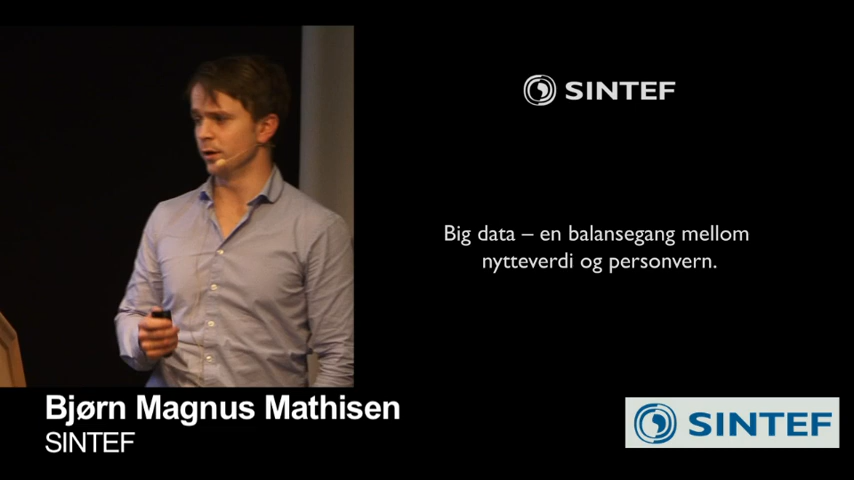 SINTEF
Big data – en balansegang mellom
nytteverdi og personvern.
Bjørn Magnus Mathisen
SINTEF
SINTEF